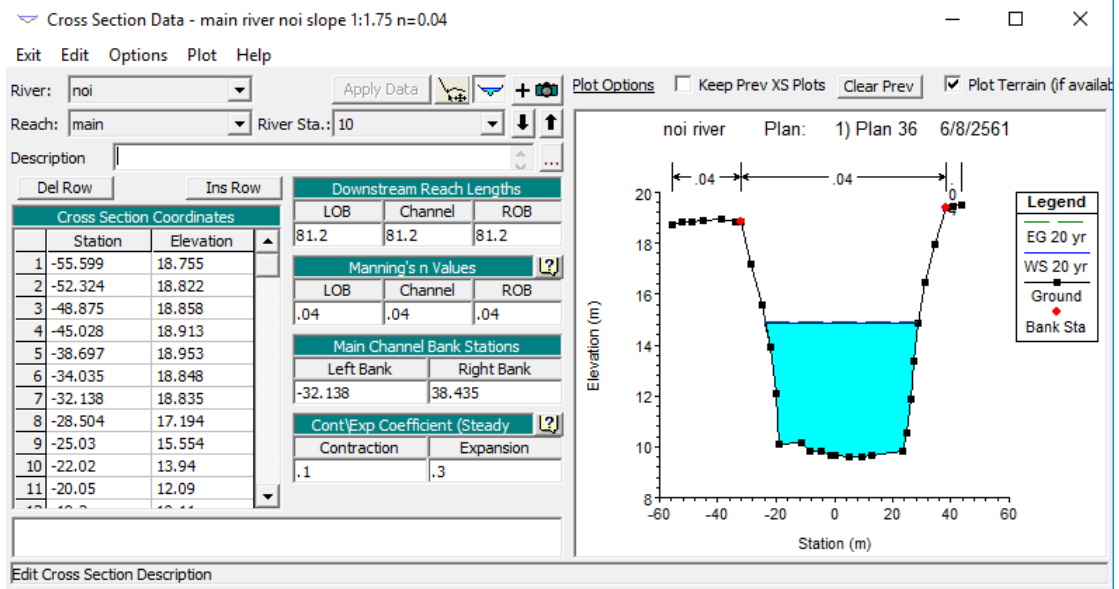 Cross Section Data - main river noi slope 1:1.75 n=0.04
Exit Edit Options Plot Help
River: noi Apply Data
Reach: main River Sta.: 10
Description ...
Del Row Ins Row
Cross Section Coordinates
Station Elevation
1 -55.599 18.755
2 -52.324 18.822
3 -48.875 18.858
4 -45.028 18.913
5 -38.697 18.953
6 -34.035 18.848
7 -32.138 18.835
8 -28.504 17.194
9 -25.03 15.554
10 -22.02 13.94
11 -20.05 12.09
Downstream Reach Lengths
LOB Channel ROB
81.2 81.2 81.2
Manning's n Values ?
LOB Channel ROB
.04 .04 .04
Main Channel Bank Stations
Left Bank Right Bank
-32.138 38.435
Cont\Exp Coefficient (Steady ?
Contraction Expansion
.1 .3
Edit Cross Section Description
Plot Options Keep Prev XS Plots Clear Prev Plot Terrain (if availab
noi river Plan: 1) Plan 36 6/8/2561
.04 .04 .04
20
18
16
14
12
10
8
-60 -40 -20 0 20 40 60
Elevation (m)
Station (m)
Legend
EG 20 yr
WS 20 yr
Ground
Bank Sta